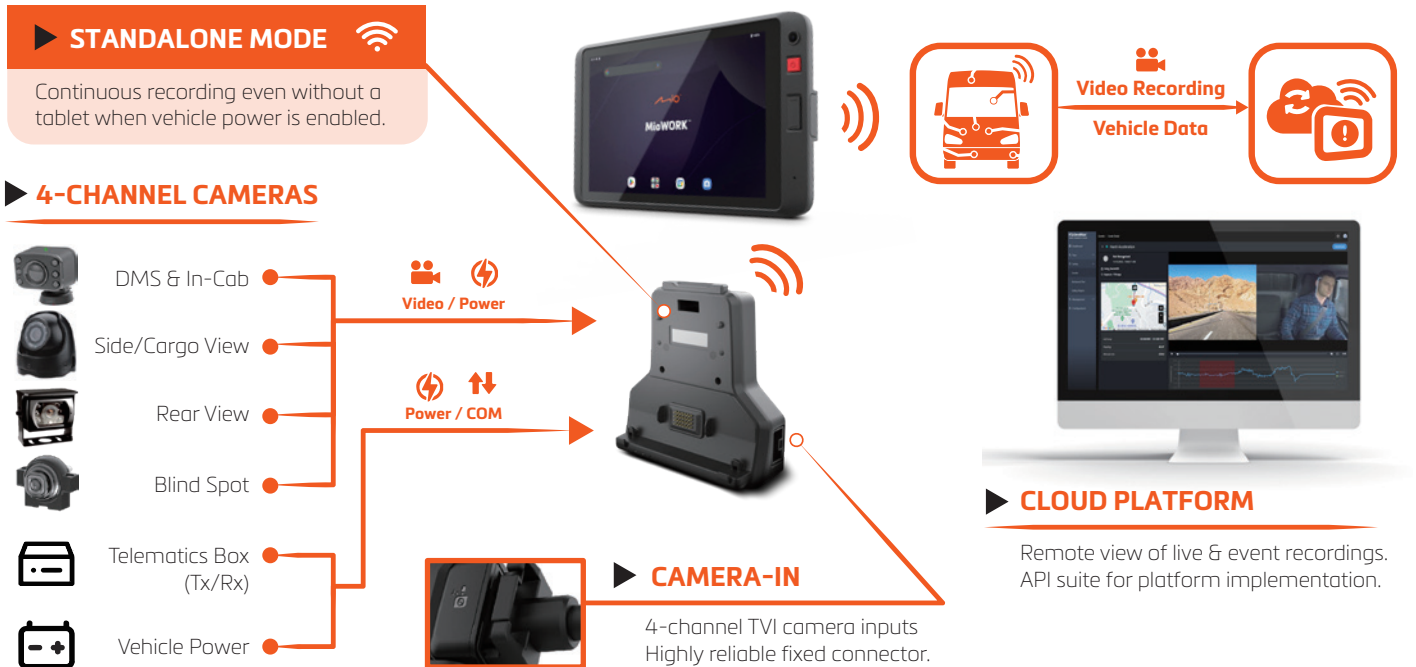 STANDALONE MODE
Continuous recording even without a
tablet when vehicle power is enabled.
4-CHANNEL CAMERAS
DMS & In-Cab
Side/Cargo View
Rear View
Blind Spot
Telematics Box
(Tx/Rx)
Vehicle Power
Video / Power
Power / COM
Mio
MioWORK™
Video Recording
Vehicle Data
CAMERA-IN
4-channel TVI camera inputs
Highly reliable fixed connector.
CLOUD PLATFORM
Remote view of live & event recordings.
API suite for platform implementation.